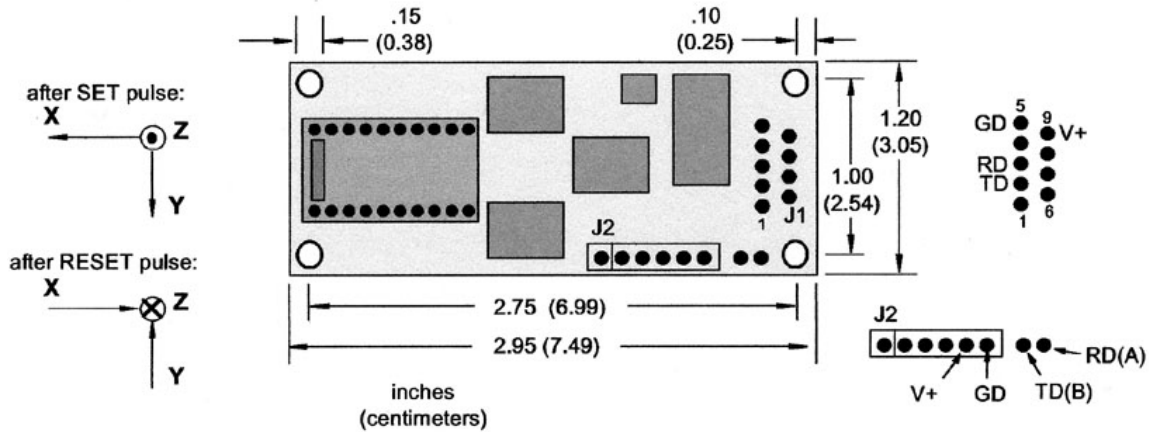 .15
(0.38)
.10
(0.25)
after SET pulse:
X
Z
Y
after RESET pulse:
X
Z
Y
J2
1
J1
1.00
(2.54)
1.20
(3.05)
5
GD
9
V+
RD
TD
1
6
2.75 (6.99)
2.95 (7.49)
inches
(centimeters)
J2
V+
GD
TD(B)
RD(A)